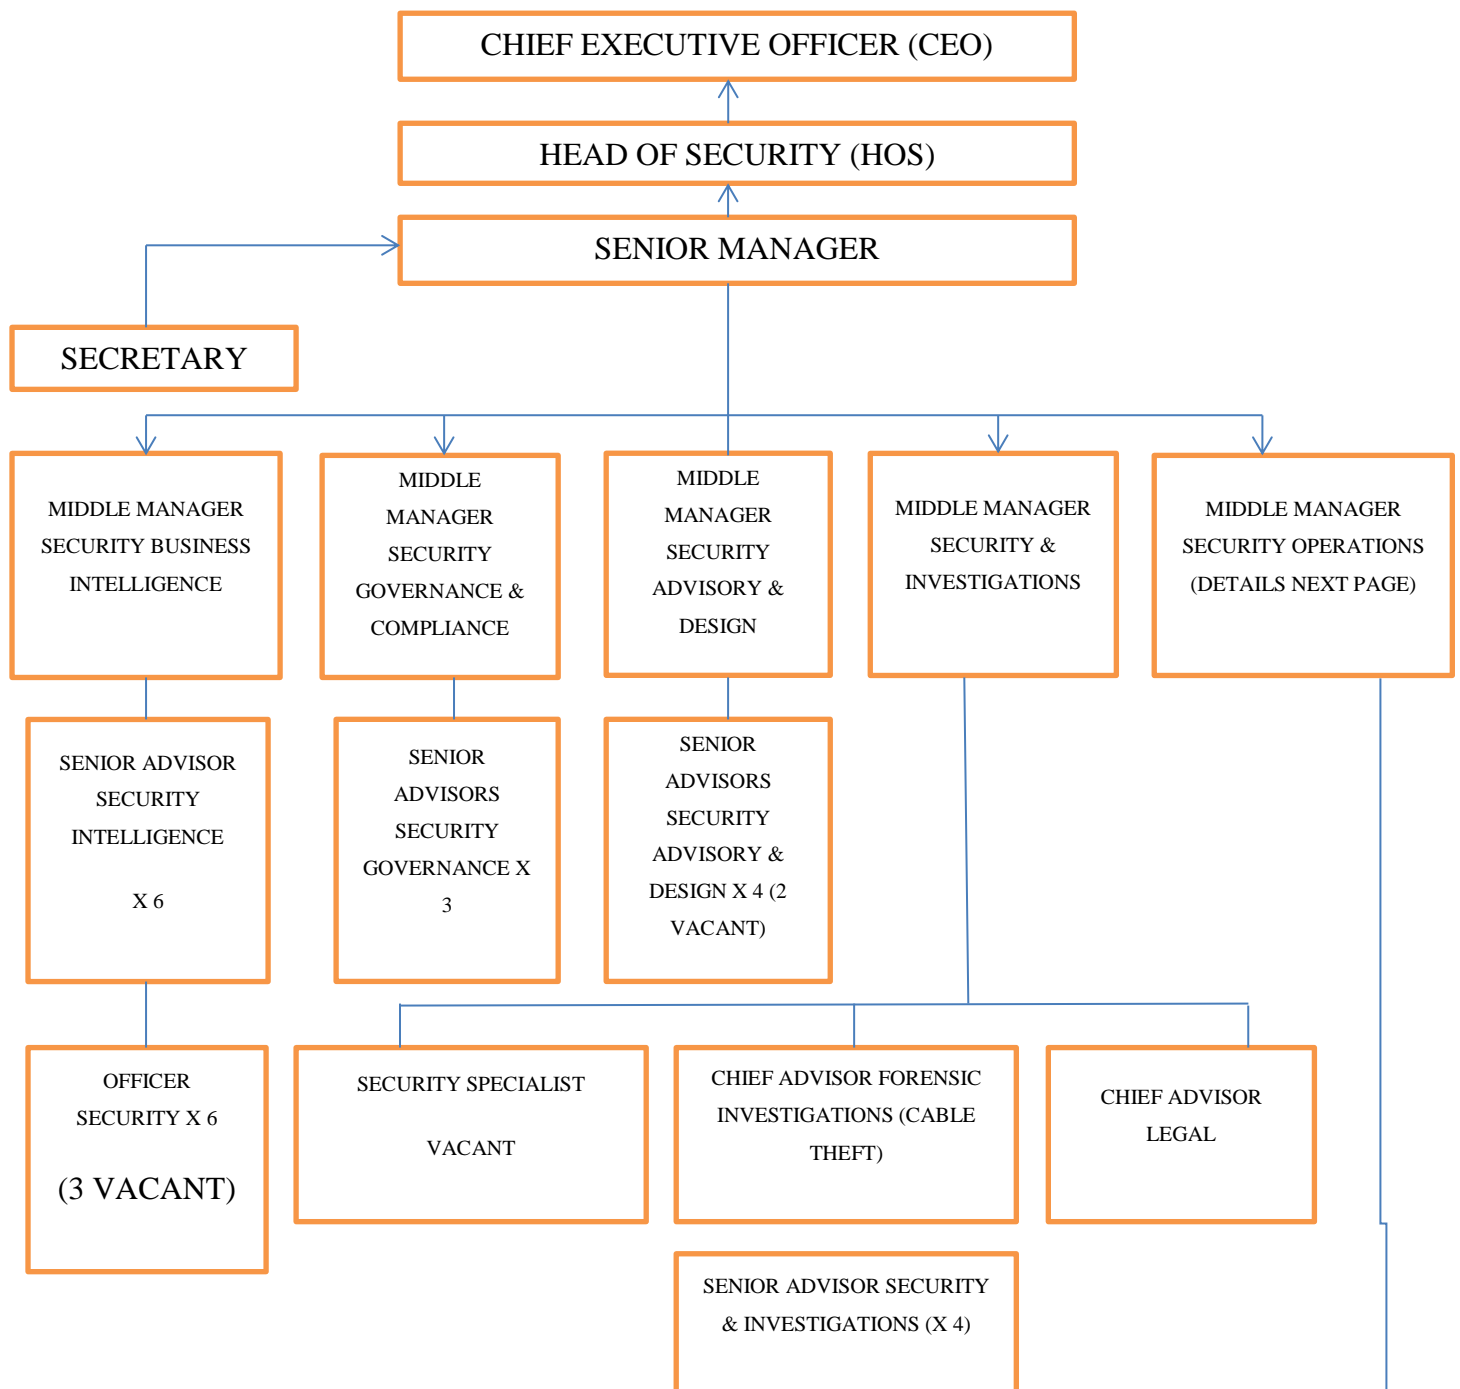 CHIEF EXECUTIVE OFFICER (CEO)
HEAD OF SECURITY (HOS)
SENIOR MANAGER
SECRETARY
MIDDLE MANAGER
SECURITY BUSINESS
INTELLIGENCE
MIDDLE
MANAGER
SECURITY
GOVERNANCE &
COMPLIANCE
MIDDLE
MANAGER
SECURITY
ADVISORY &
DESIGN
MIDDLE MANAGER
SECURITY &
INVESTIGATIONS
MIDDLE MANAGER
SECURITY OPERATIONS
(DETAILS NEXT PAGE)
SENIOR ADVISOR
SECURITY
INTELLIGENCE
X 6
SENIOR
ADVISORS
SECURITY
GOVERNANCE X
3
SENIOR
ADVISORS
SECURITY
ADVISORY &
DESIGN X 4 (2
VACANT)
OFFICER
SECURITY X 6
(3 VACANT)
SECURITY SPECIALIST
VACANT
CHIEF ADVISOR FORENSIC
INVESTIGATIONS (CABLE
THEFT)
CHIEF ADVISOR
LEGAL
SENIOR ADVISOR SECURITY
& INVESTIGATIONS (X 4)